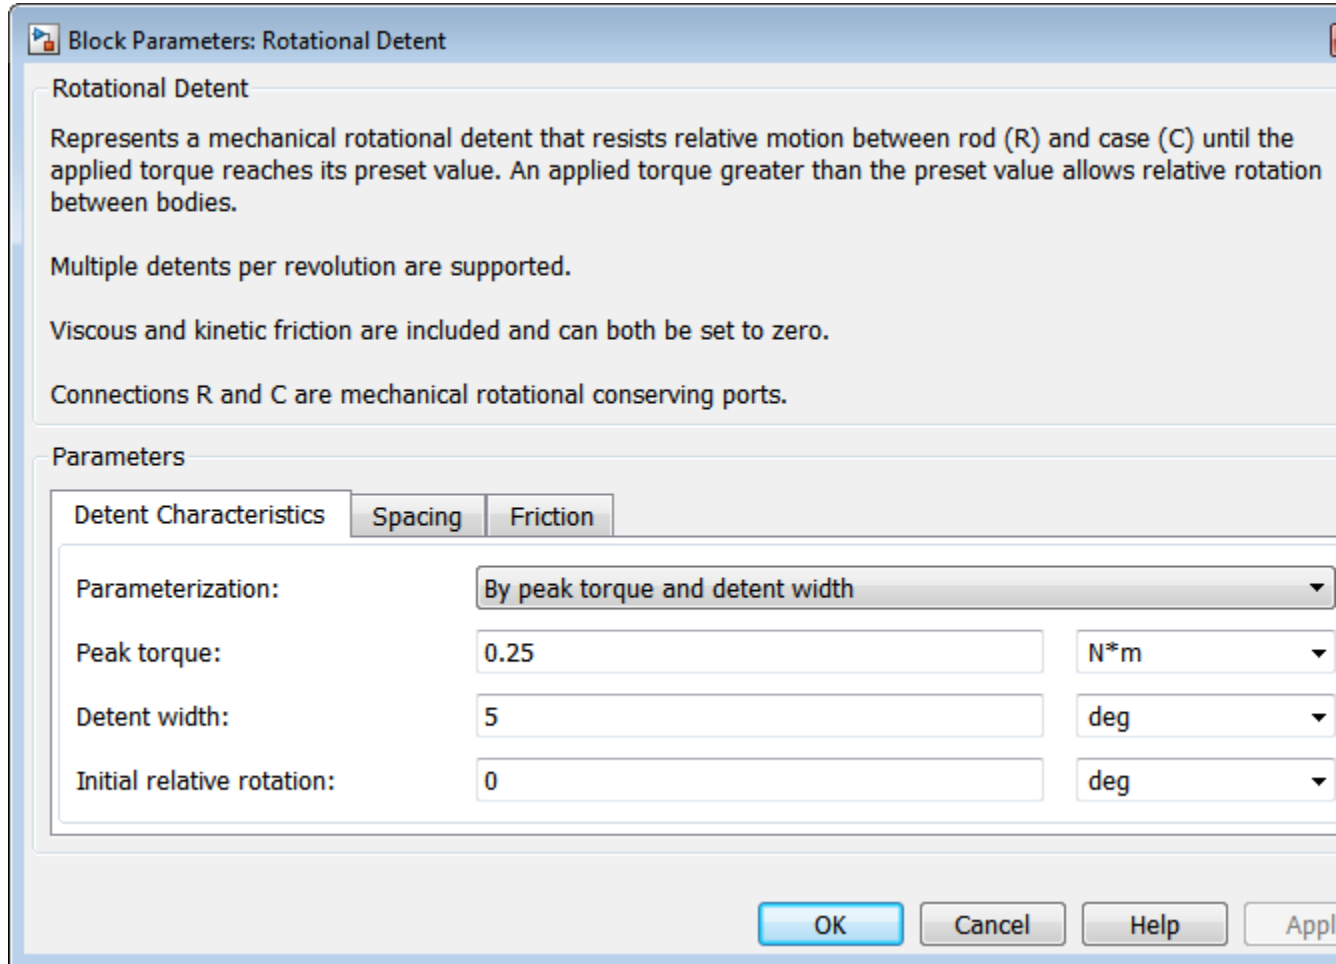 Block Parameters: Rotational Detent
Rotational Detent
Represents a mechanical rotational detent that resists relative motion between rod (R) and case (C) until the
applied torque reaches its preset value. An applied torque greater than the preset value allows relative rotation
between bodies.
Multiple detents per revolution are supported.
Viscous and kinetic friction are included and can both be set to zero.
Connections R and C are mechanical rotational conserving ports.
Parameters
Detent Characteristics Spacing Friction
Parameterization: By peak torque and detent width
Peak torque: 0.25 N*m
Detent width: 5 deg
Initial relative rotation: 0 deg
OK Cancel Help Appl